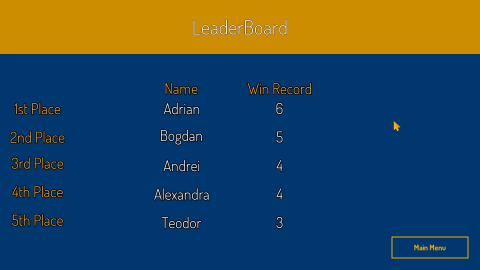 LeaderBoard
Name Win Record
1st Place Adrian 6
2nd Place Bogdan 5
3rd Place Andrei 4
4th Place Alexandra 4
5th Place Teodor 3
Main Menu